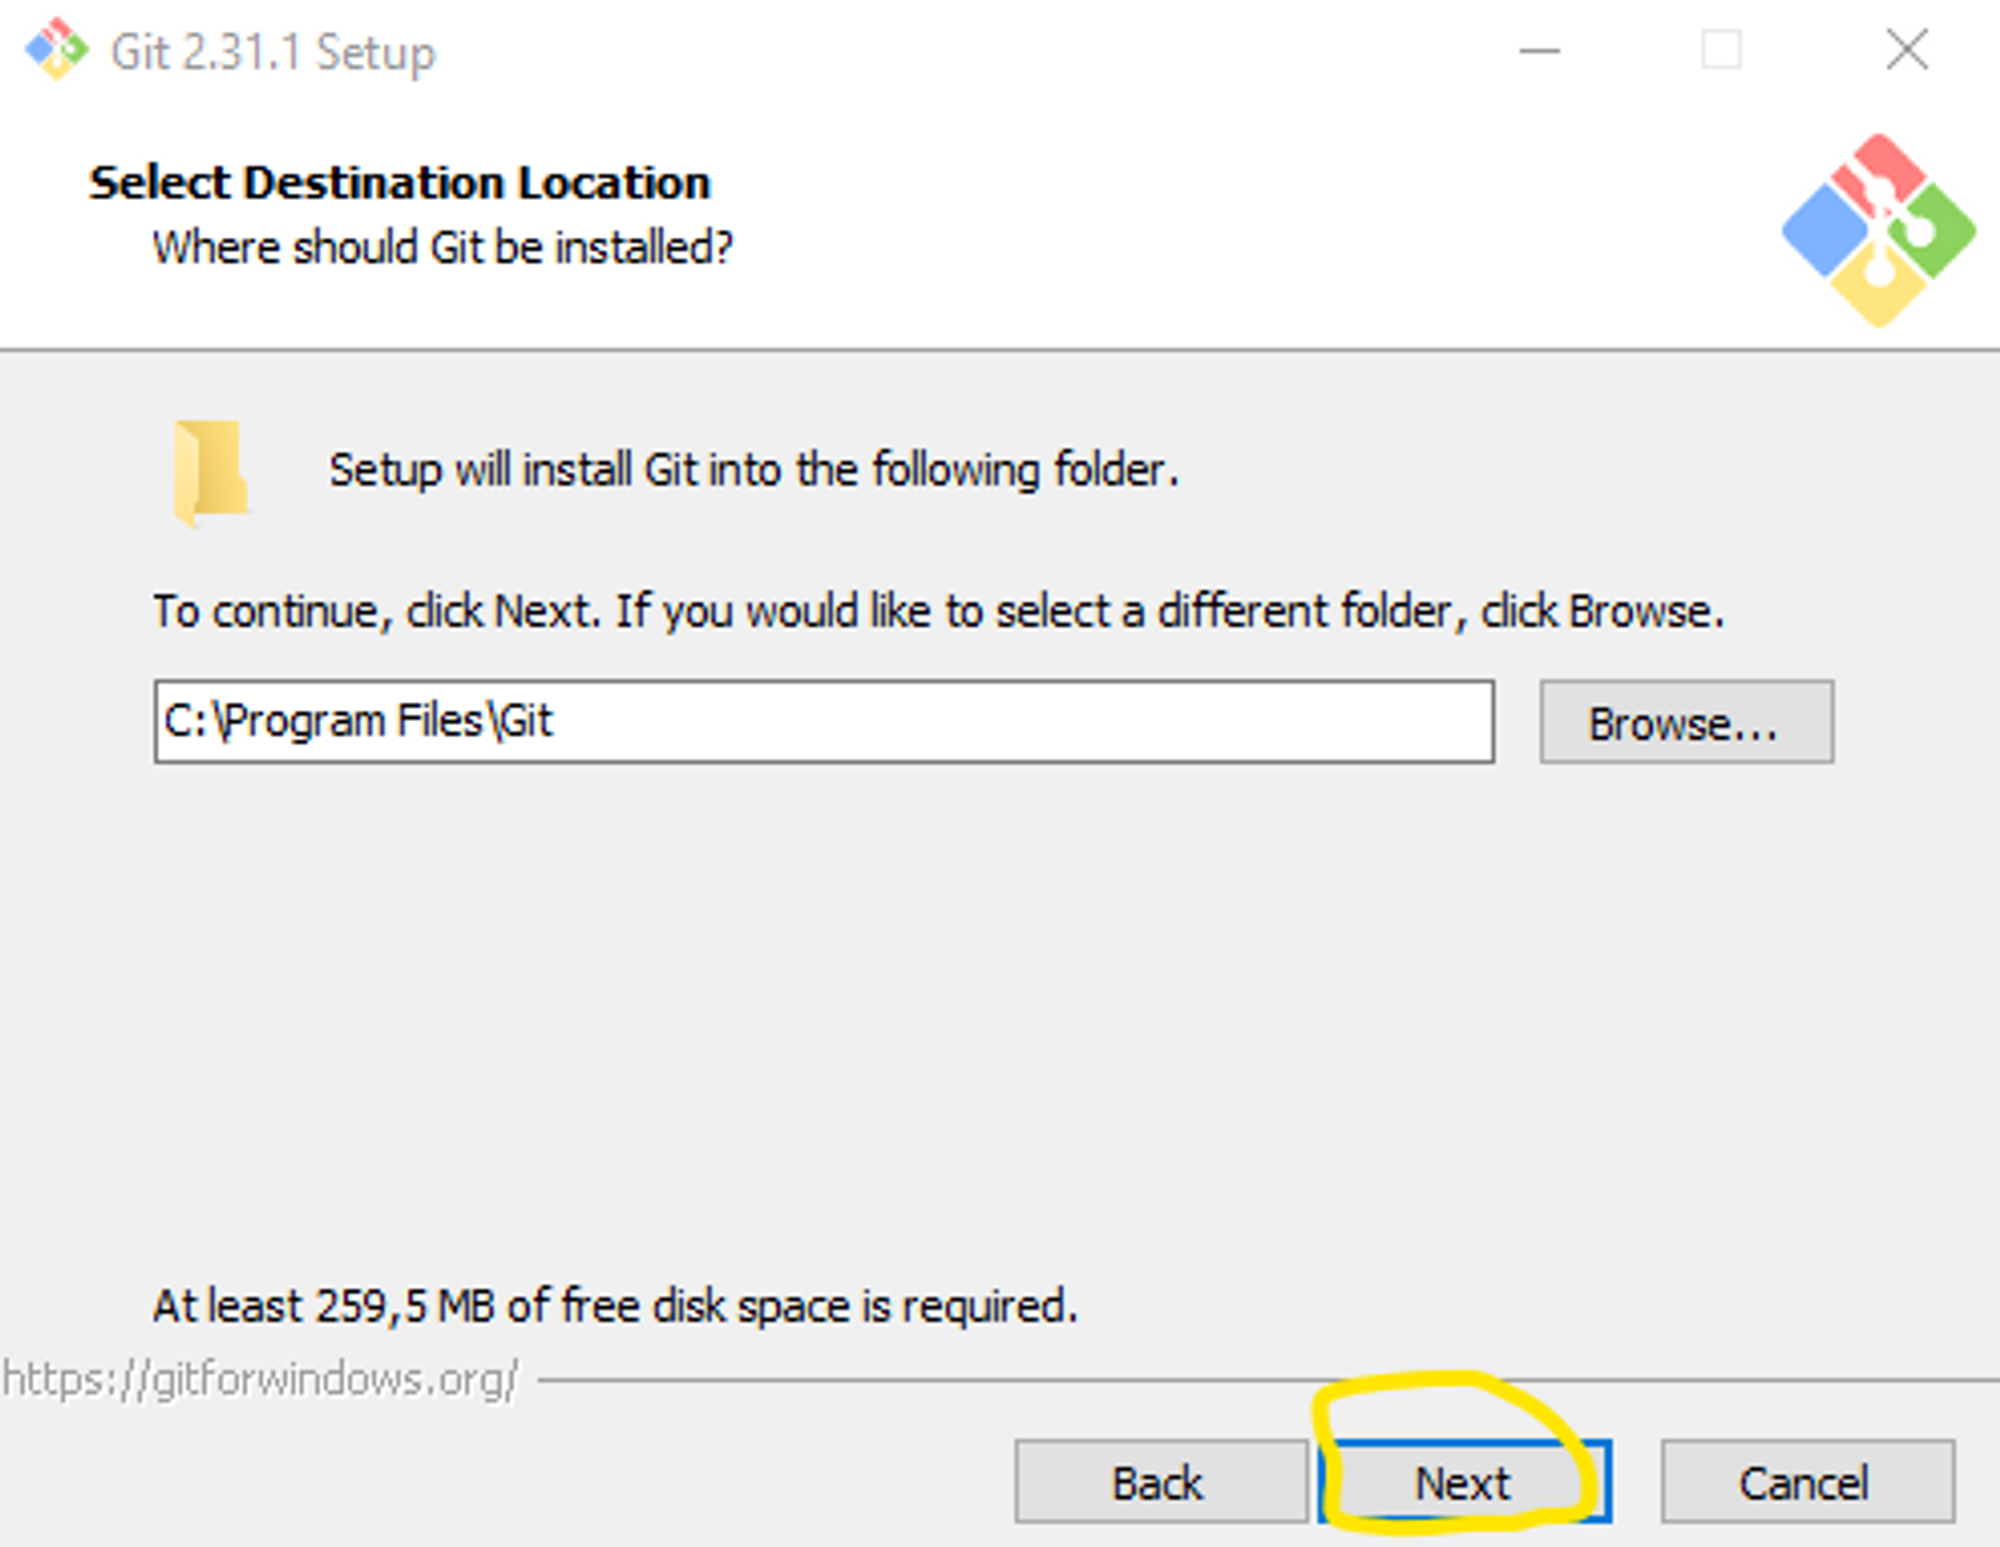 Git 2.31.1 Setup
Select Destination Location
Where should Git be installed?
Setup will install Git into the following folder.
To continue, click Next. If you would like to select a different folder, click Browse.
C:\Program Files\Git
Browse...
At least 259,5 MB of free disk space is required.
https://gitforwindows.org/
Back
Next
Cancel